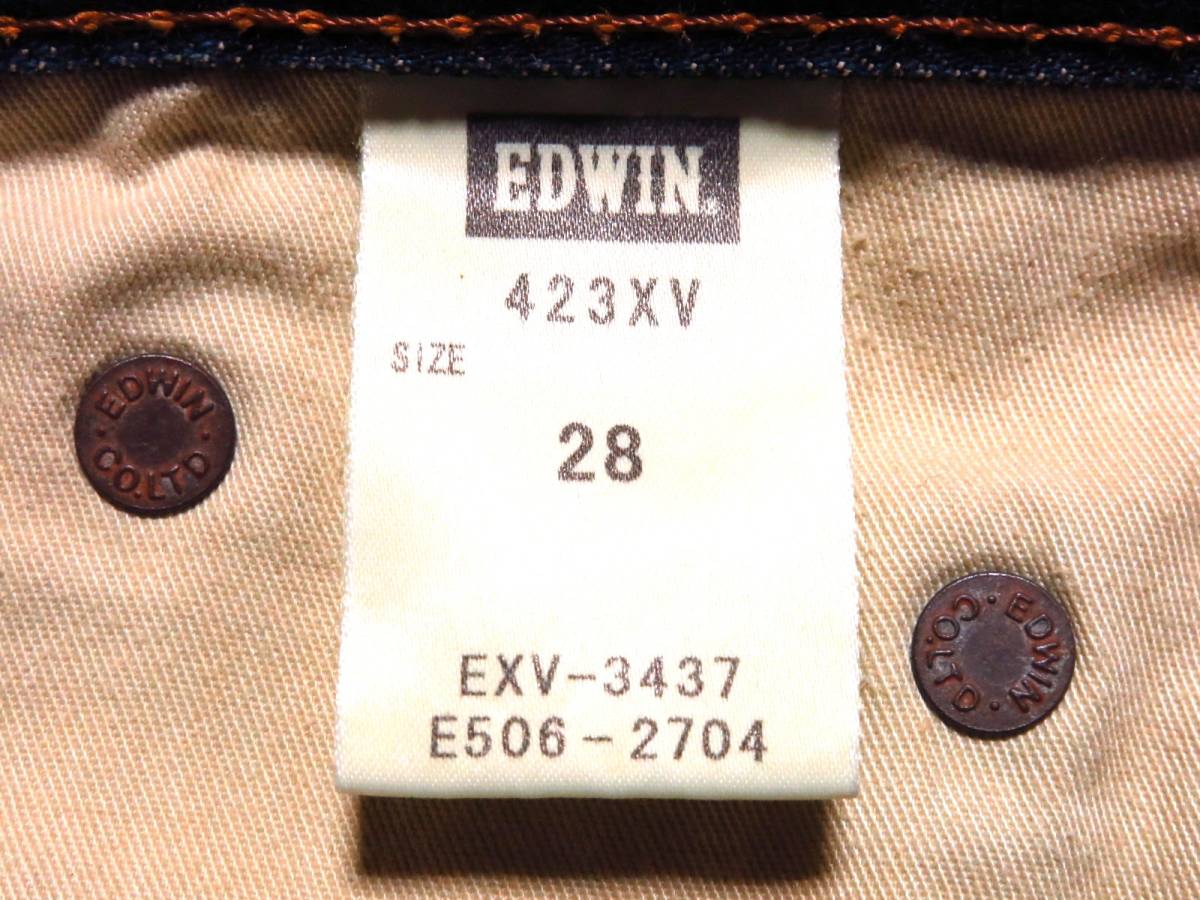 EDWIN.
423XV
SIZE
28
EXV-3437
E506-2704
·EDWIN·
CO.LTD
·EDWIN·
CO.LTD